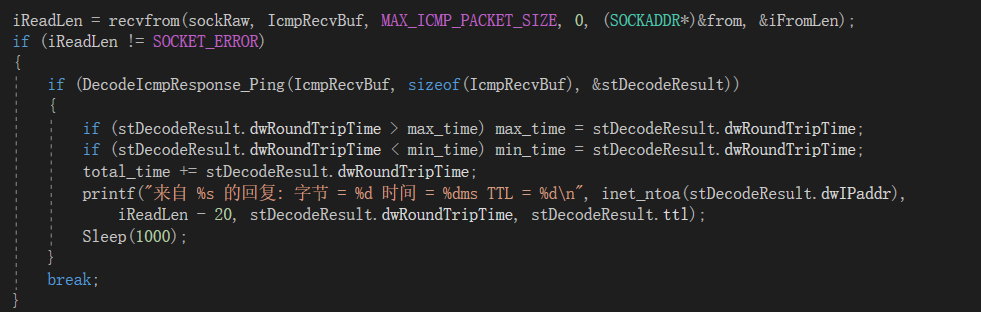 iReadLen = recvfrom(sockRaw, IcmpRecvBuf, MAX_ICMP_PACKET_SIZE, 0, (SOCKADDR*)&from, &iFromLen);
if (iReadLen != SOCKET_ERROR)
{
    if (DecodeIcmpResponse_Ping(IcmpRecvBuf, sizeof(IcmpRecvBuf), &stDecodeResult))
    {
        if (stDecodeResult.dwRoundTripTime > max_time) max_time = stDecodeResult.dwRoundTripTime;
        if (stDecodeResult.dwRoundTripTime < min_time) min_time = stDecodeResult.dwRoundTripTime;
        total_time += stDecodeResult.dwRoundTripTime;
        printf("来自 %s 的回复: 字节 = %d 时间 = %dms TTL = %d\n", inet_ntoa(stDecodeResult.dwIPaddr),
            iReadLen - 20, stDecodeResult.dwRoundTripTime, stDecodeResult.ttl);
        Sleep(1000);
    }
    break;
}